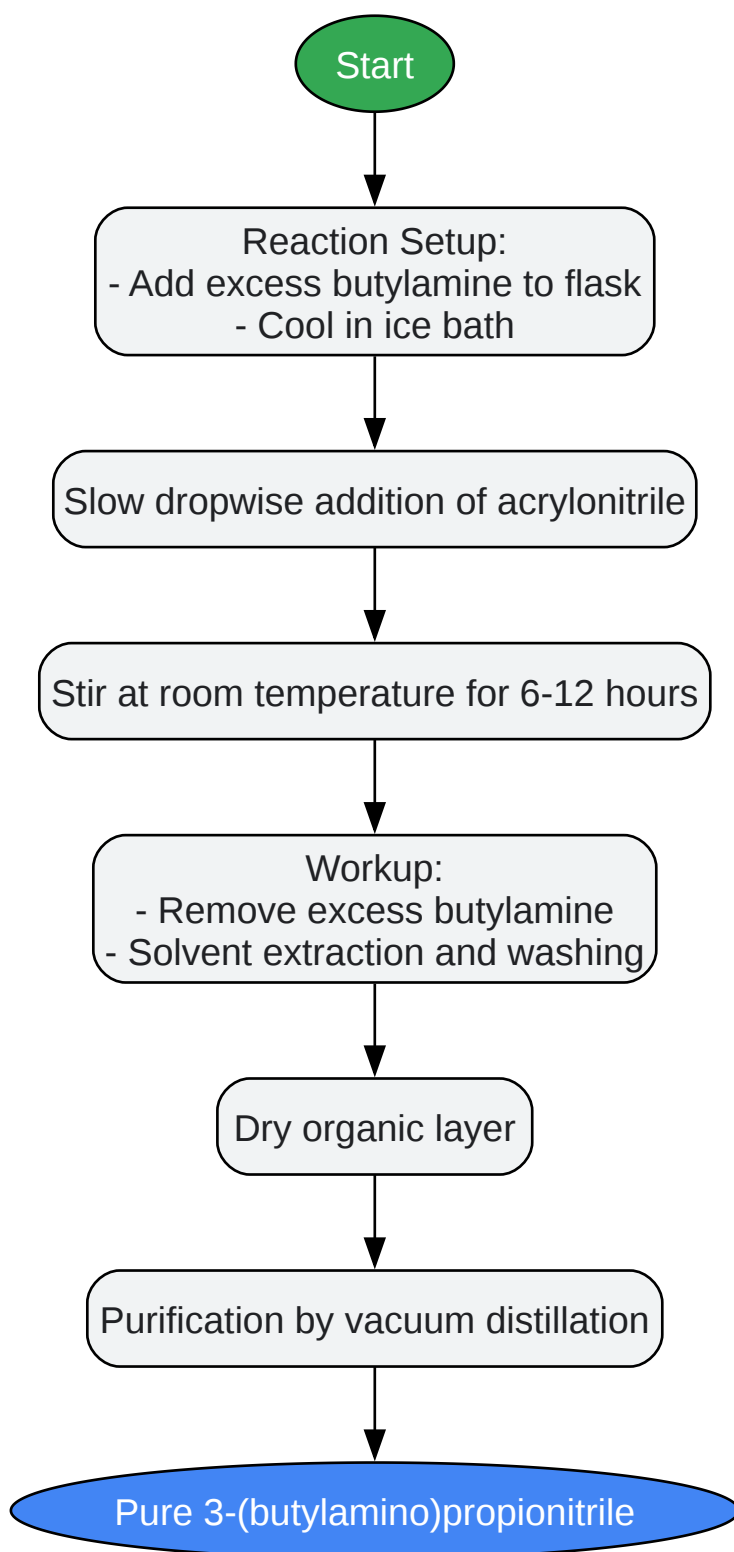 Start
Reaction Setup:
- Add excess butylamine to flask
- Cool in ice bath
Slow dropwise addition of acrylonitrile
Stir at room temperature for 6-12 hours
Workup:
- Remove excess butylamine
- Solvent extraction and washing
Dry organic layer
Purification by vacuum distillation
Pure 3-(butylamino)propionitrile